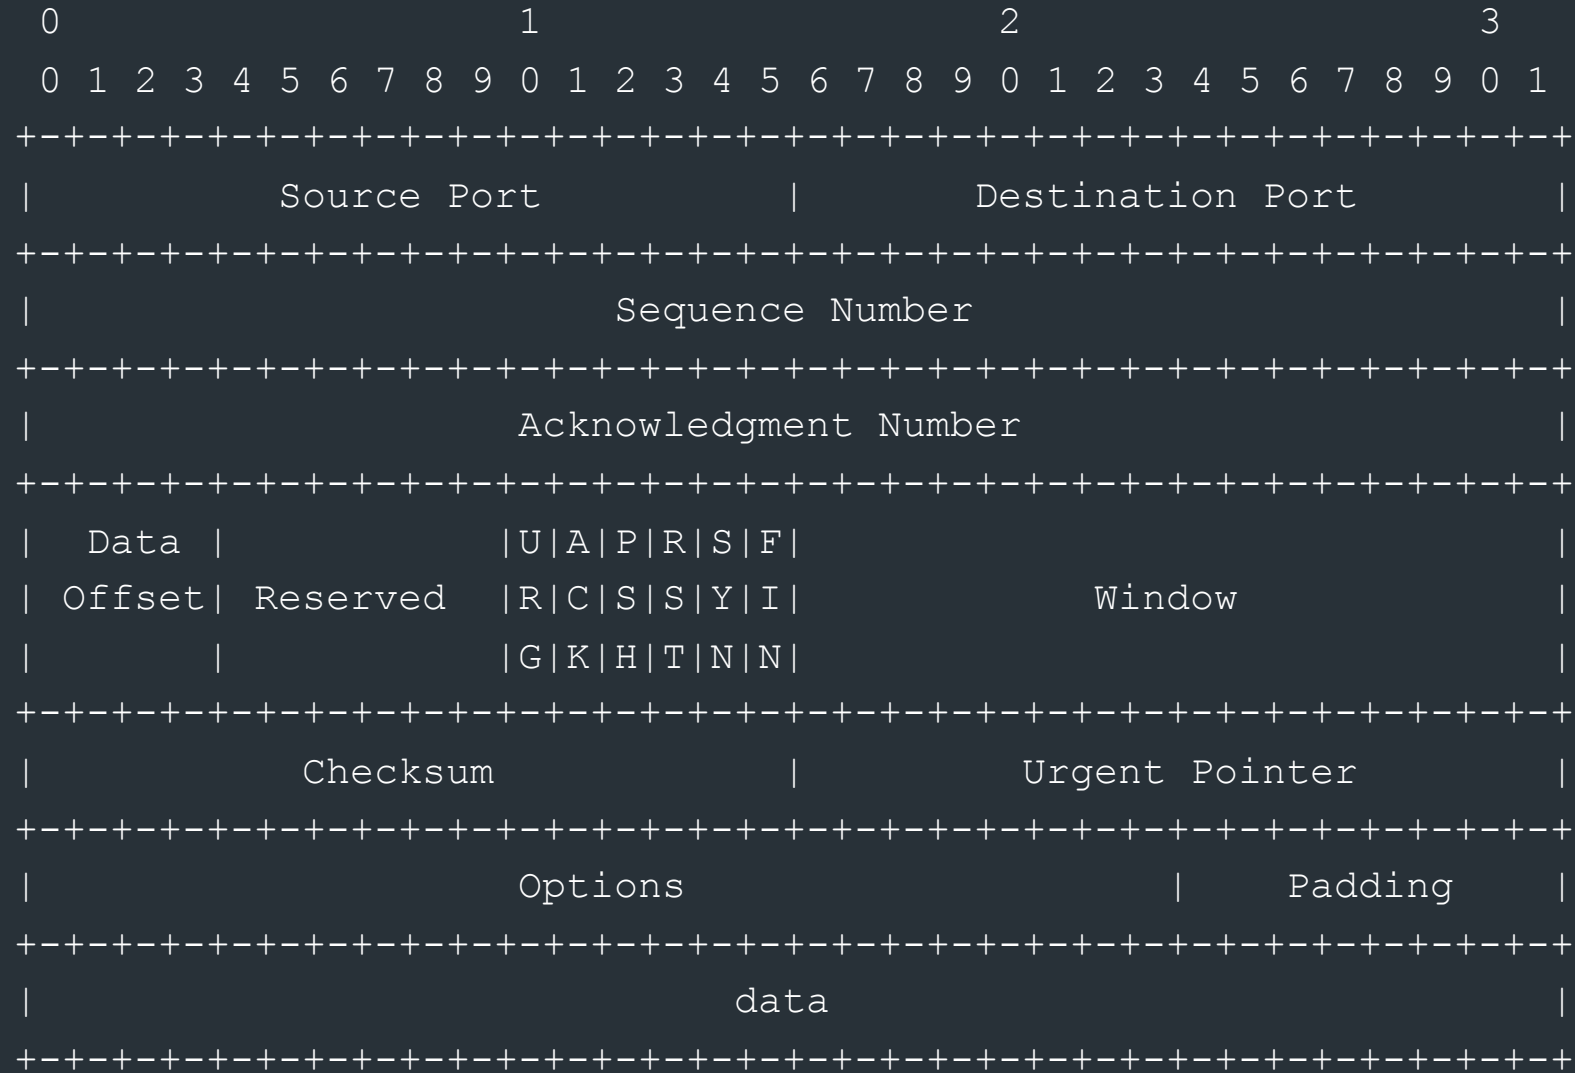 0                   1                   2                   3
 0 1 2 3 4 5 6 7 8 9 0 1 2 3 4 5 6 7 8 9 0 1 2 3 4 5 6 7 8 9 0 1
+-+-+-+-+-+-+-+-+-+-+-+-+-+-+-+-+-+-+-+-+-+-+-+-+-+-+-+-+-+-+-+-+
|          Source Port          |       Destination Port        |
+-+-+-+-+-+-+-+-+-+-+-+-+-+-+-+-+-+-+-+-+-+-+-+-+-+-+-+-+-+-+-+-+
|                        Sequence Number                        |
+-+-+-+-+-+-+-+-+-+-+-+-+-+-+-+-+-+-+-+-+-+-+-+-+-+-+-+-+-+-+-+-+
|                    Acknowledgment Number                      |
+-+-+-+-+-+-+-+-+-+-+-+-+-+-+-+-+-+-+-+-+-+-+-+-+-+-+-+-+-+-+-+-+
|  Data |           |U|A|P|R|S|F|                               |
| Offset| Reserved  |R|C|S|S|Y|I|            Window             |
|       |           |G|K|H|T|N|N|                               |
+-+-+-+-+-+-+-+-+-+-+-+-+-+-+-+-+-+-+-+-+-+-+-+-+-+-+-+-+-+-+-+-+
|           Checksum            |         Urgent Pointer        |
+-+-+-+-+-+-+-+-+-+-+-+-+-+-+-+-+-+-+-+-+-+-+-+-+-+-+-+-+-+-+-+-+
|                    Options                    |    Padding    |
+-+-+-+-+-+-+-+-+-+-+-+-+-+-+-+-+-+-+-+-+-+-+-+-+-+-+-+-+-+-+-+-+
|                             data                              |
+-+-+-+-+-+-+-+-+-+-+-+-+-+-+-+-+-+-+-+-+-+-+-+-+-+-+-+-+-+-+-+-+